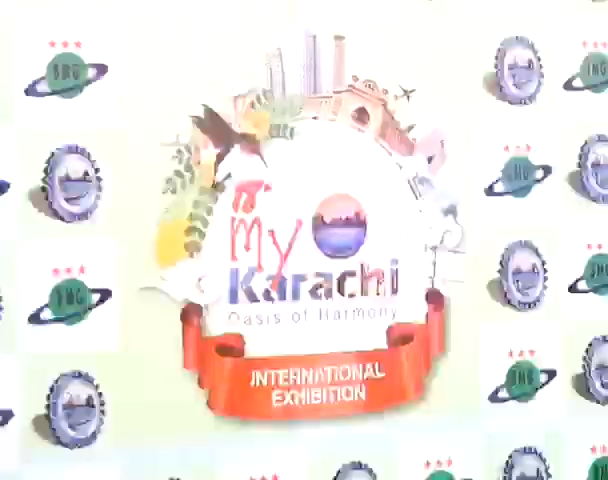 My
Karachi
Oasis of Harmony
INTERNATIONAL
EXHIBITION